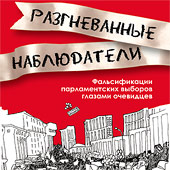 РАЗГНЕВАННЫЕ
НАБЛЮДАТЕЛИ
Фальсификации
парламентских выборов
глазами очевидцев